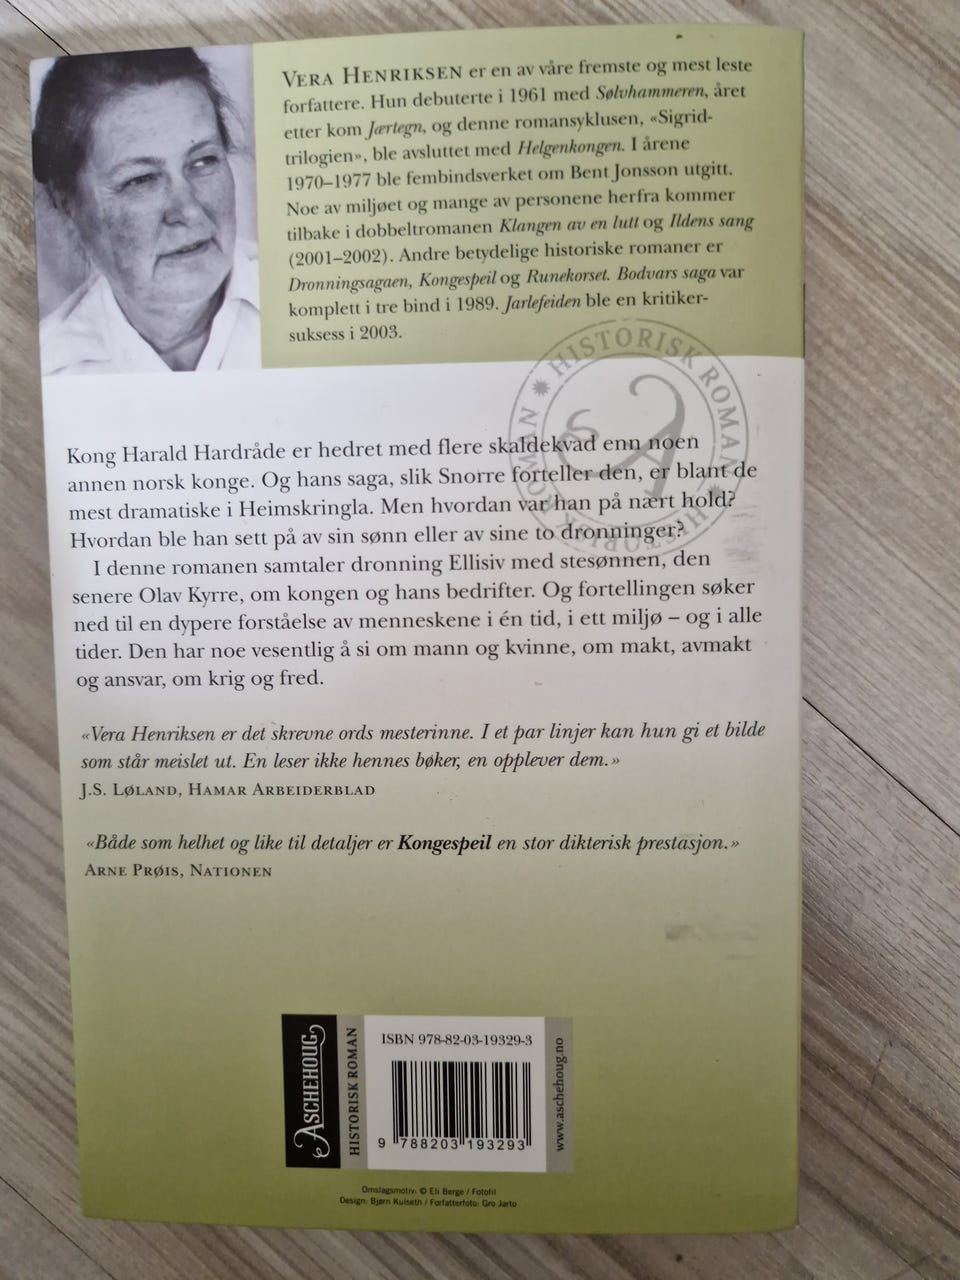 VERA HENRIKSEN er en av våre fremste og mest leste
forfattere. Hun debuterte i 1961 med Sølvhammeren, året
etter kom Jærtegn, og denne romansyklusen, «Sigrid-
trilogien», ble avsluttet med Helgenkongen. I årene
1970–1977 ble fembindsverket om Bent Jonsson utgitt.
Noe av miljøet og mange av personene herfra kommer
tilbake i dobbeltromanen Klangen av en lutt og Ildens sang
(2001–2002). Andre betydelige historiske romaner er
Dronningsagaen, Kongespeil og Runekorset. Bodvars saga var
komplett i tre bind i 1989. Jarlefeiden ble en kritiker-
suksess i 2003.
HISTORISK ROMAN
HISTORISK ROMAN
Kong Harald Hardråde er hedret med flere skaldekvad enn noen
annen norsk konge. Og hans saga, slik Snorre forteller den, er blant de
mest dramatiske i Heimskringla. Men hvordan var han på nært hold?
Hvordan ble han sett på av sin sønn eller av sine to dronninger?
I denne romanen samtaler dronning Ellisiv med stesønnen, den
senere Olav Kyrre, om kongen og hans bedrifter. Og fortellingen søker
ned til en dypere forståelse av menneskene i én tid, i ett miljø – og i alle
tider. Den har noe vesentlig å si om mann og kvinne, om makt, avmakt
og ansvar, om krig og fred.
«Vera Henriksen er det skrevne ords mesterinne. I et par linjer kan hun gi et bilde
som står meislet ut. En leser ikke hennes bøker, en opplever dem.»
J.S. LØLAND, HAMAR ARBEIDERBLAD
«Både som helhet og like til detaljer er Kongespeil en stor dikterisk prestasjon.»
ARNE PRØIS, NATIONEN
ASCHEHOUG
HISTORISK ROMAN
ISBN 978-82-03-19329-3
9 788203 193293
www.aschehoug.no
Omslagsmotiv: © Eli Berge / Fotofil
Design: Bjørn Kulseth / Forfatterfoto: Gro Jarto